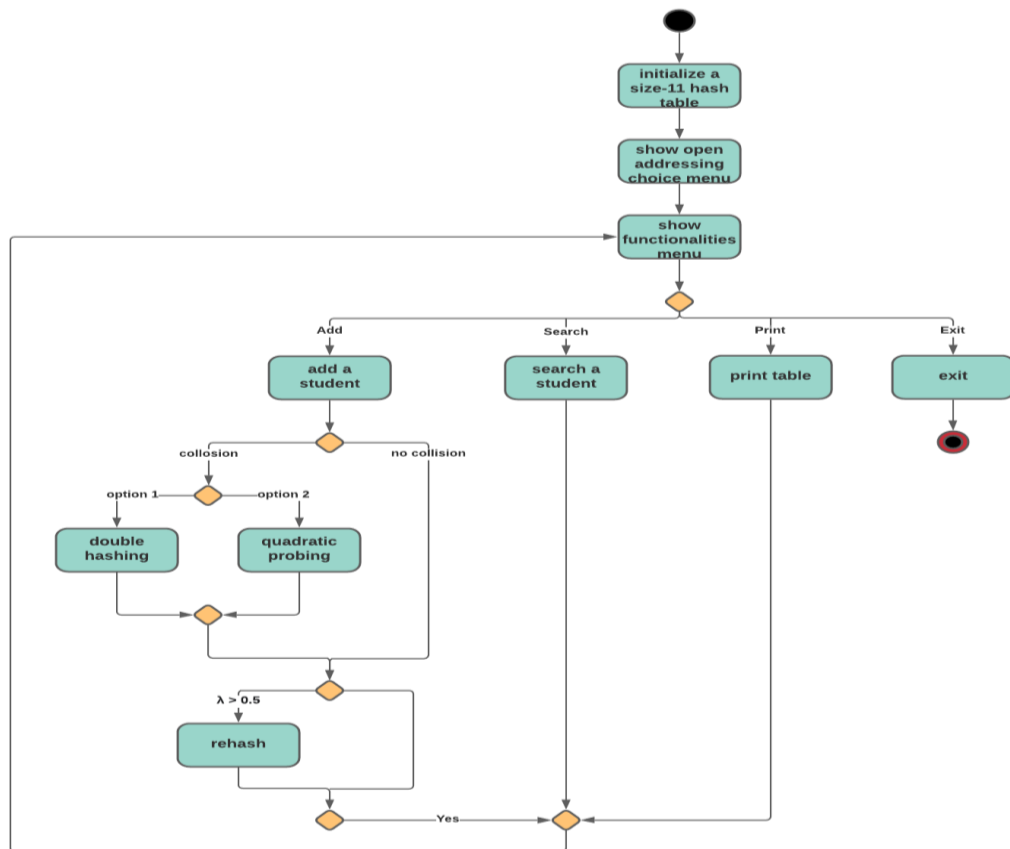 initialize a
size-11 hash
table
show open
addressing
choice menu
show
functionalities
menu
Add
Search
Print
Exit
add a
student
search a
student
print table
exit
collosion
no collision
option 1
option 2
double
hashing
quadratic
probing
λ > 0.5
rehash
Yes